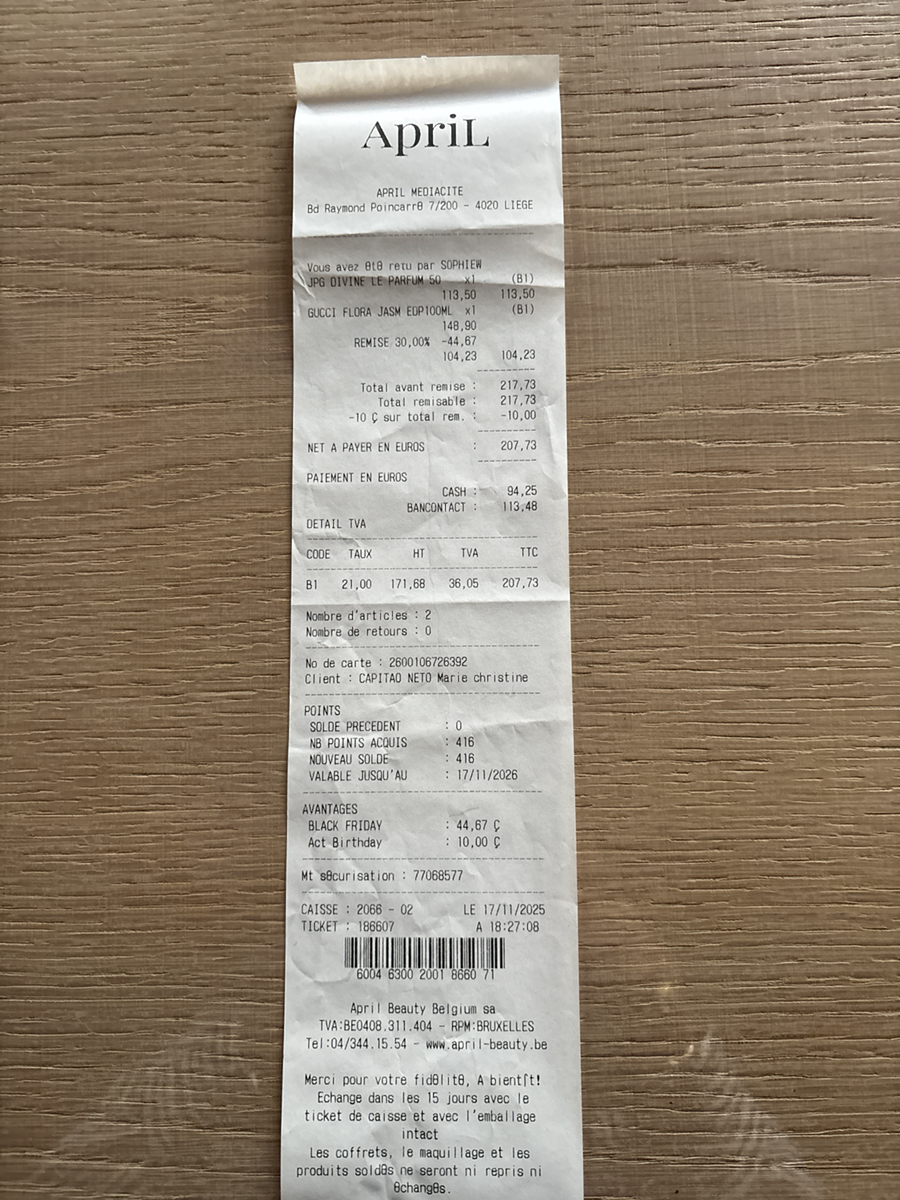 ApriL
APRIL MEDIACITE
Bd Raymond Poincarrθ 7/200 - 4020 LIEGE
Vous avez θtθ retu par SOPHIEW
JPG DIVINE LE PARFUM 50 x1 (B1)
113,50 113,50
GUCCI FLORA JASM EDP100ML x1 (B1)
148,90
REMISE 30,00% -44,67
104,23 104,23
Total avant remise : 217,73
Total remisable : 217,73
-10 Ç sur total rem. : -10,00
NET A PAYER EN EUROS : 207,73
PAIEMENT EN EUROS
CASH : 94,25
BANCONTACT : 113,48
DETAIL TVA
CODE TAUX HT TVA TTC
B1 21,00 171,68 36,05 207,73
Nombre d'articles : 2
Nombre de retours : 0
No de carte : 2600106726392
Client : CAPITAO NETO Marie christine
POINTS
SOLDE PRECEDENT : 0
NB POINTS ACQUIS : 416
NOUVEAU SOLDE : 416
VALABLE JUSQU'AU : 17/11/2026
AVANTAGES
BLACK FRIDAY : 44,67 Ç
Act Birthday : 10,00 Ç
Mt sθcurisation : 77068577
CAISSE : 2066 - 02 LE 17/11/2025
TICKET : 186607 A 18:27:08
6004 6300 2001 8660 71
April Beauty Belgium sa
TVA:BE0408.311.404 - RPM:BRUXELLES
Tel:04/344.15.54 - www.april-beauty.be
Merci pour votre fidθlitθ, A bient⌠t!
Echange dans les 15 jours avec le
ticket de caisse et avec l'emballage
intact
Les coffrets, le maquillage et les
produits soldθs ne seront ni repris ni
θchangθs.